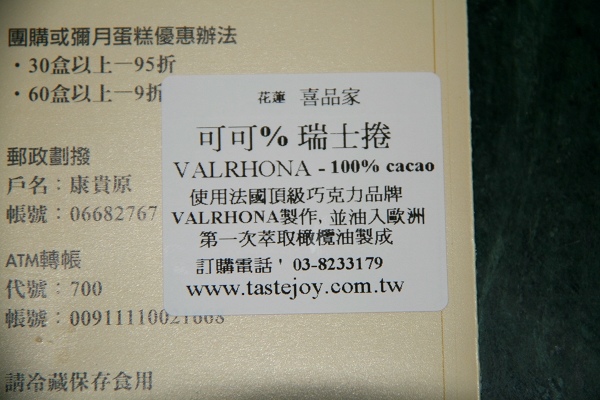 團購或彌月蛋糕優惠辦法
・30盒以上—95折
・60盒以上—9折
郵政劃撥
戶名：康貴原
帳號：06682767
ATM轉帳
代號：700
帳號：00911110021668
請冷藏保存食用
花蓮 喜品家
可可% 瑞士捲
VALRHONA - 100% cacao
使用法國頂級巧克力品牌
VALRHONA製作, 並油入歐洲
第一次萃取橄欖油製成
訂購電話' 03-8233179
www.tastejoy.com.tw